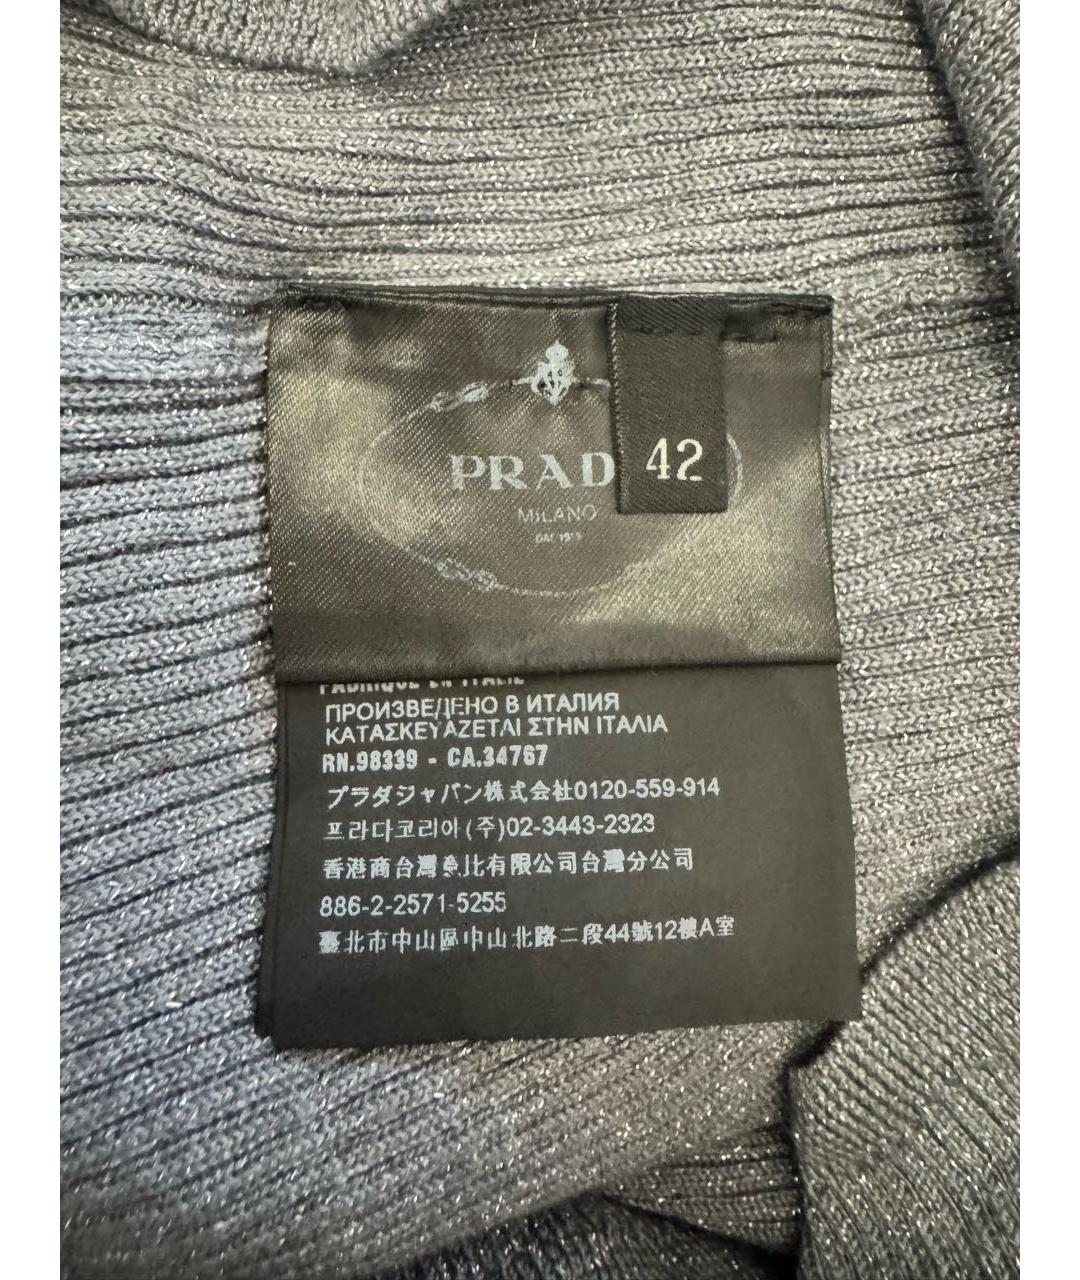 PRAD
42
MILANO
DAL 1913
FABRIQUÉ EN ITALIE
ПРОИЗВЕДЕНО В ИТАЛИЯ
ΚΑΤΑΣΚΕΥΑΖΕΤΑΙ ΣΤΗΝ ΙΤΑΛΙΑ
RN.98339 - CA.34767
プラダジャパン株式会社0120-559-914
프라다코리아(주)02-3443-2323
香港商台灣 比有限公司台灣分公司
886-2-2571-5255
臺北市中山區中山北路二段44號12樓A室